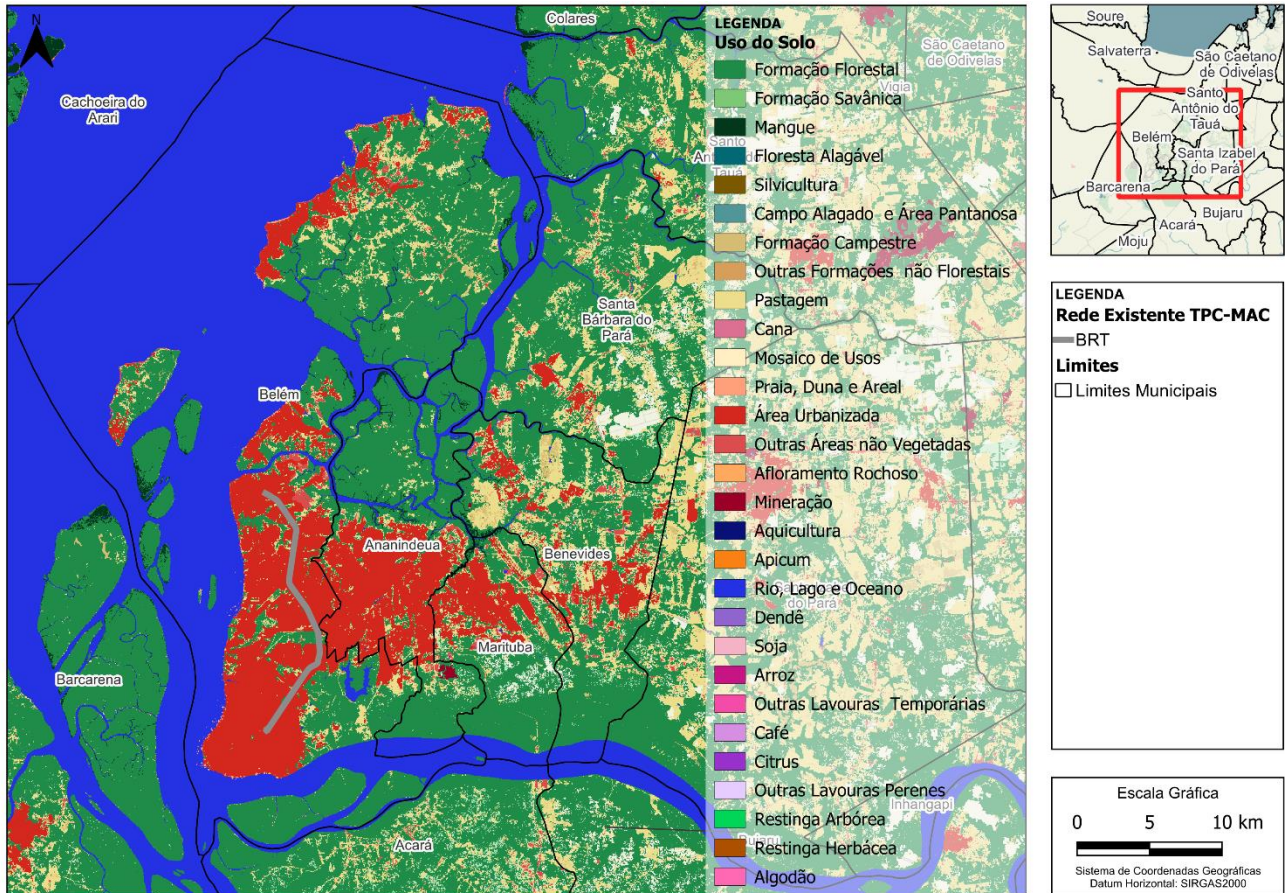 N
Colares
Cachoeira do
Arari
Santa
Bárbara do
Pará
Belém
Ananindeua
Benevides
Marituba
Barcarena
Acará
São Caetano
de Odivelas
Vigia
Santo
Tauá
do Pará
Inhangapi
LEGENDA
Uso do Solo
Formação Florestal
Formação Savânica
Mangue
Floresta Alagável
Silvicultura
Campo Alagado e Área Pantanosa
Formação Campestre
Outras Formações não Florestais
Pastagem
Cana
Mosaico de Usos
Praia, Duna e Areal
Área Urbanizada
Outras Áreas não Vegetadas
Afloramento Rochoso
Mineração
Aquicultura
Apicum
Rio, Lago e Oceano
Dendê
Soja
Arroz
Outras Lavouras Temporárias
Café
Citrus
Outras Lavouras Perenes
Restinga Arbórea
Restinga Herbácea
Algodão
Soure
Salvaterra
São Caetano
de Odivelas
Santo
Antônio do
Tauá
Belém
Santa Izabel
do Pará
Barcarena
Bujaru
Acará
Moju
LEGENDA
Rede Existente TPC-MAC
BRT
Limites
Limites Municipais
Escala Gráfica
0 5 10 km
Sistema de Coordenadas Geográficas
Datum Horizontal: SIRGAS2000